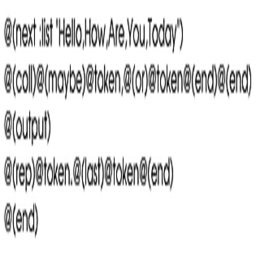 @(next :list "Hello,How,Are,You,Today")
@(coll)@(maybe)@token,@(or)@token@(end)@(end)
@(output)
@(rep)@token.@(last)@token@(end)
@(end)